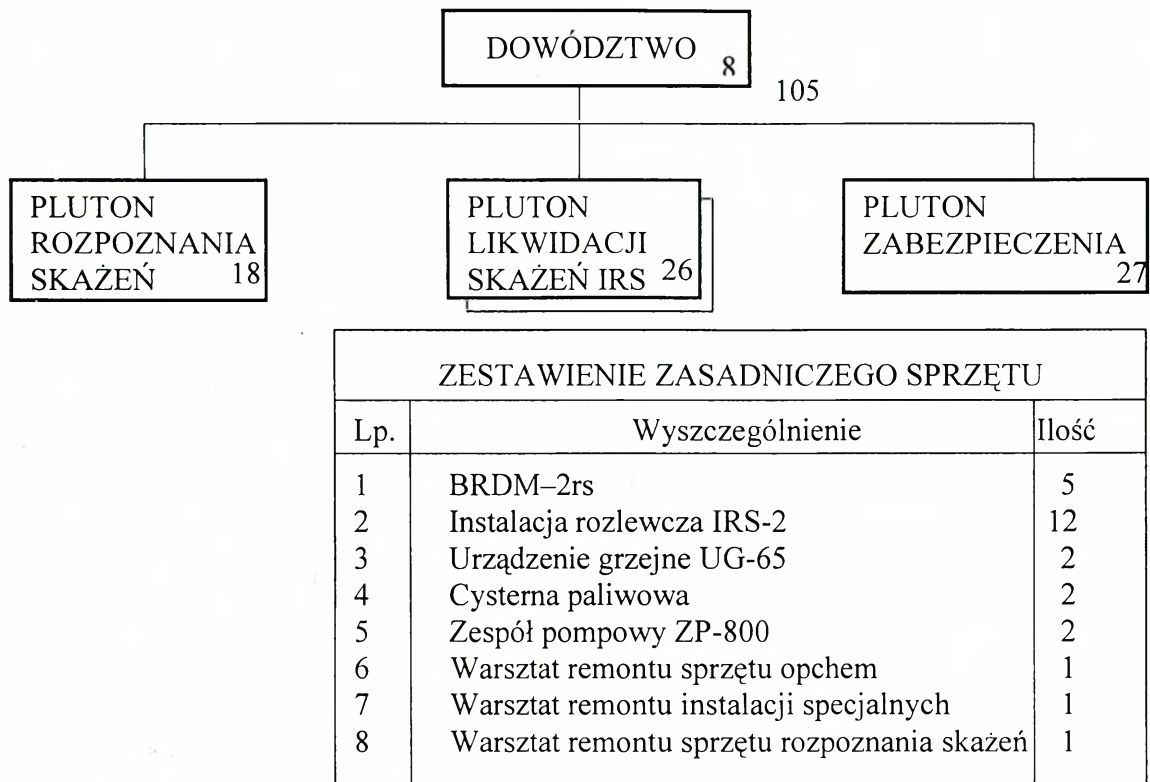 DOWÓDZTWO 8
105
PLUTON
ROZPOZNANIA
SKAŻEŃ 18
PLUTON
LIKWIDACJI
SKAŻEŃ IRS 26
PLUTON
ZABEZPIECZENIA
27
ZESTAWIENIE ZASADNICZEGO SPRZĘTU
Lp. Wyszczególnienie Ilość
1 BRDM–2rs 5
2 Instalacja rozlewcza IRS-2 12
3 Urządzenie grzejne UG-65 2
4 Cysterna paliwowa 2
5 Zespół pompowy ZP-800 2
6 Warsztat remontu sprzętu opchem 1
7 Warsztat remontu instalacji specjalnych 1
8 Warsztat remontu sprzętu rozpoznania skażeń 1